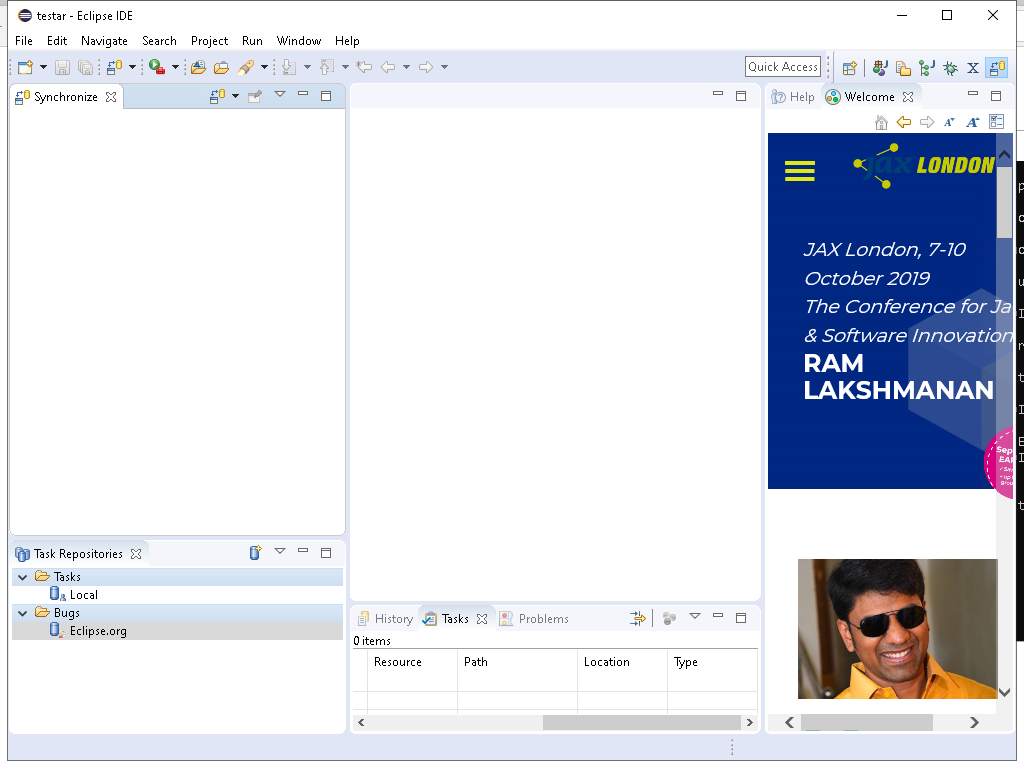 testar - Eclipse IDE
File Edit Navigate Search Project Run Window Help
Quick Access
Synchronize
Help Welcome
jax LONDON
JAX London, 7-10
October 2019
The Conference for Ja
& Software Innovation
RAM
LAKSHMANAN
Sep
EA
Task Repositories
Tasks
Local
Bugs
Eclipse.org
History Tasks Problems
0 items
Resource Path Location Type